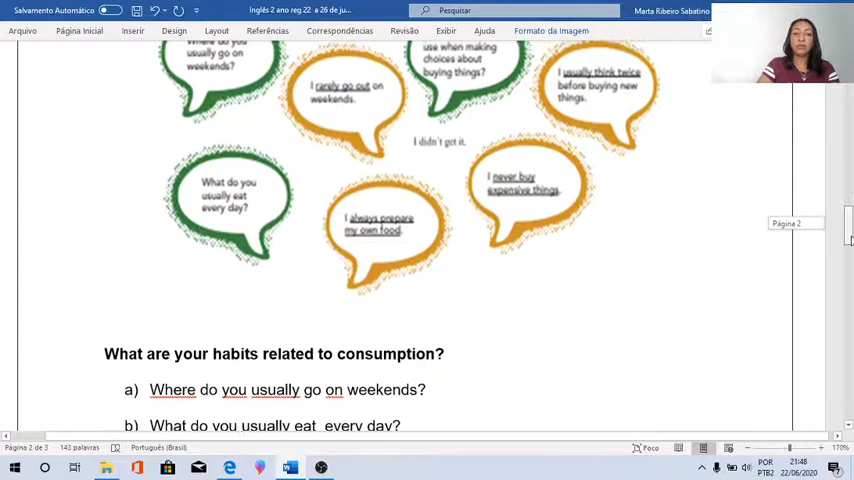 Salvamento Automático
Inglês 2 ano reg 22 a 26 de ju...
Pesquisar
Marta Ribeiro Sabatino
Arquivo
Página Inicial
Inserir
Design
Layout
Referências
Correspondências
Revisão
Exibir
Ajuda
Formato da Imagem
Where do you
usually go on
weekends?
I rarely go out on
weekends.
use when making
choices about
buying things?
I usually think twice
before buying new
things.
I didn't get it.
What do you
usually eat
every day?
I always prepare
my own food.
I never buy
expensive things.
Página 2
What are your habits related to consumption?
a) Where do you usually go on weekends?
b) What do you usually eat every day?
Página 2 de 3
143 palavras
Português (Brasil)
Foco
170%
POR
PTB2
21:48
22/06/2020